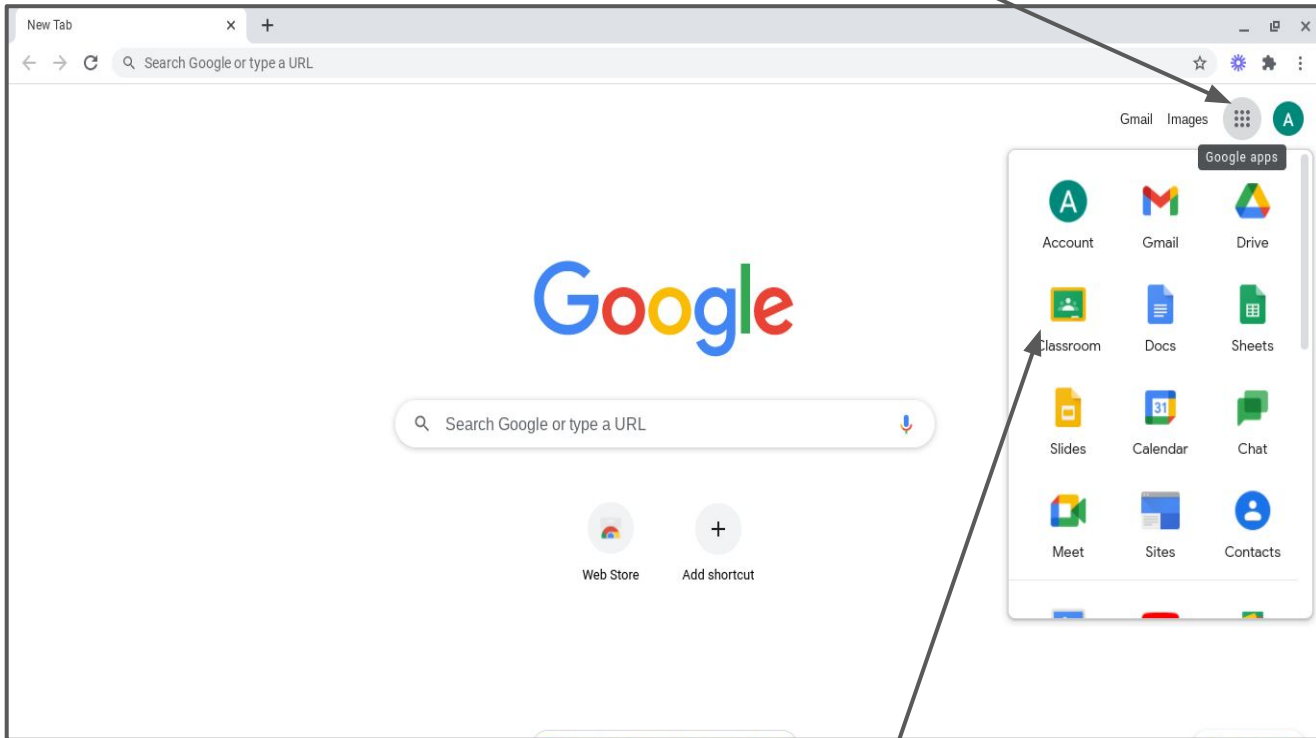 New Tab
Search Google or type a URL
Gmail Images A
Google apps
A
Account Gmail Drive
Classroom Docs Sheets
31
Slides Calendar Chat
Meet Sites Contacts
Google
Search Google or type a URL
Web Store Add shortcut